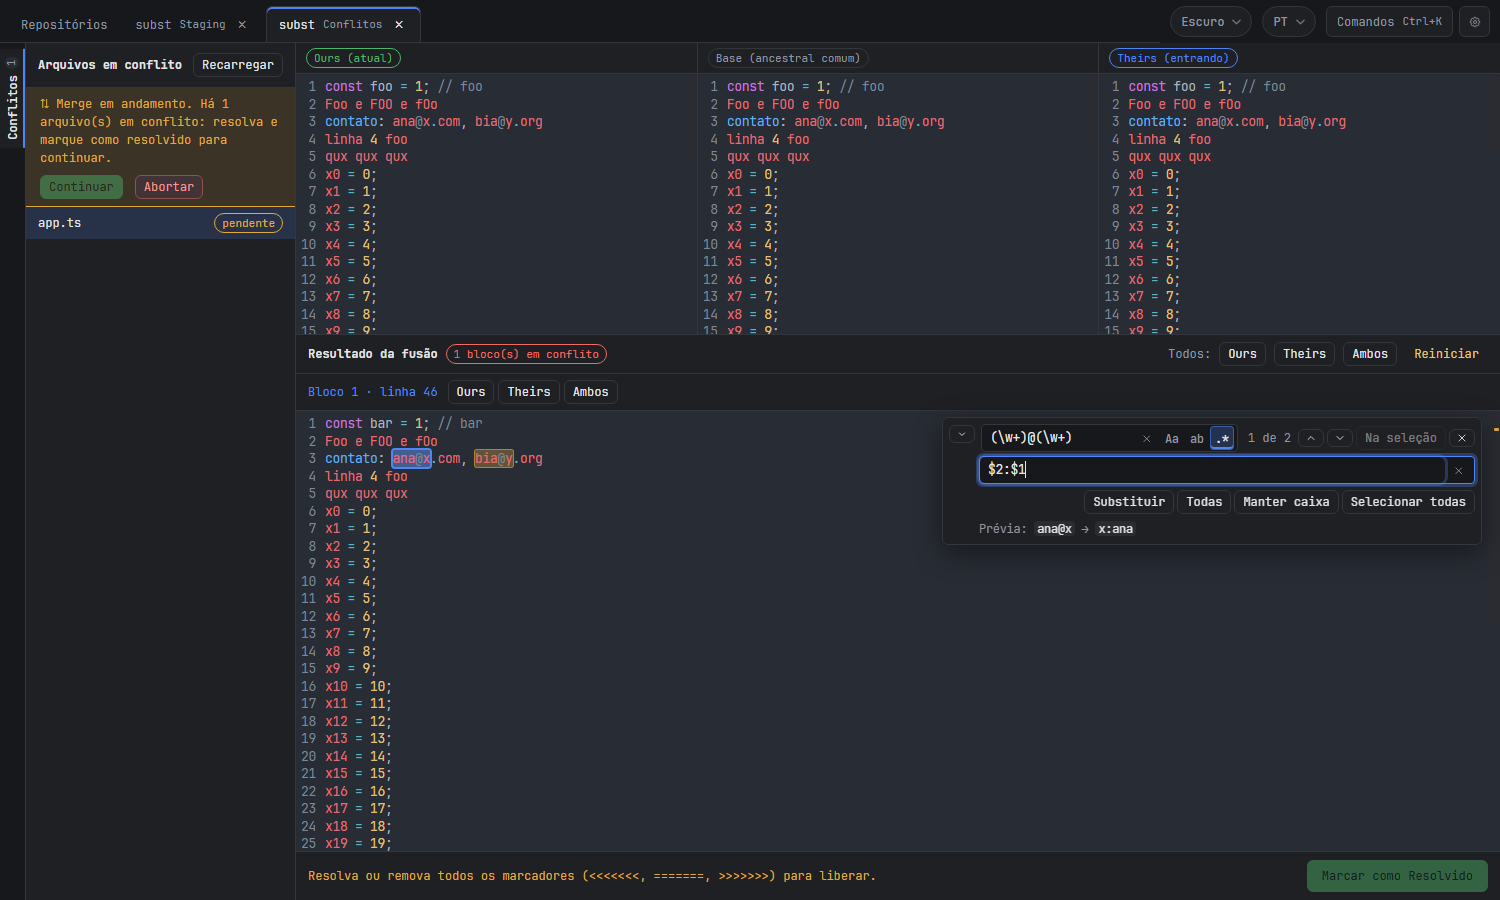 Repositórios
subst Staging ×
subst Conflitos ×
Escuro
PT
Comandos Ctrl+K
Conflitos 1
Arquivos em conflito
Recarregar
⇅ Merge em andamento. Há 1
arquivo(s) em conflito: resolva e
marque como resolvido para
continuar.
Continuar
Abortar
app.ts
pendente
Ours (atual)
1 const foo = 1; // foo
2 Foo e FOO e fOo
3 contato: ana@x.com, bia@y.org
4 linha 4 foo
5 qux qux qux
6 x0 = 0;
7 x1 = 1;
8 x2 = 2;
9 x3 = 3;
10 x4 = 4;
11 x5 = 5;
12 x6 = 6;
13 x7 = 7;
14 x8 = 8;
15 x9 = 9;
Base (ancestral comum)
1 const foo = 1; // foo
2 Foo e FOO e fOo
3 contato: ana@x.com, bia@y.org
4 linha 4 foo
5 qux qux qux
6 x0 = 0;
7 x1 = 1;
8 x2 = 2;
9 x3 = 3;
10 x4 = 4;
11 x5 = 5;
12 x6 = 6;
13 x7 = 7;
14 x8 = 8;
15 x9 = 9;
Theirs (entrando)
1 const foo = 1; // foo
2 Foo e FOO e fOo
3 contato: ana@x.com, bia@y.org
4 linha 4 foo
5 qux qux qux
6 x0 = 0;
7 x1 = 1;
8 x2 = 2;
9 x3 = 3;
10 x4 = 4;
11 x5 = 5;
12 x6 = 6;
13 x7 = 7;
14 x8 = 8;
15 x9 = 9;
Resultado da fusão
1 bloco(s) em conflito
Todos: Ours Theirs Ambos Reiniciar
Bloco 1 · linha 46 Ours Theirs Ambos
1 const bar = 1; // bar
2 Foo e FOO e fOo
3 contato: ana@x.com, bia@y.org
4 linha 4 foo
5 qux qux qux
6 x0 = 0;
7 x1 = 1;
8 x2 = 2;
9 x3 = 3;
10 x4 = 4;
11 x5 = 5;
12 x6 = 6;
13 x7 = 7;
14 x8 = 8;
15 x9 = 9;
16 x10 = 10;
17 x11 = 11;
18 x12 = 12;
19 x13 = 13;
20 x14 = 14;
21 x15 = 15;
22 x16 = 16;
23 x17 = 17;
24 x18 = 18;
25 x19 = 19;
(\w+)@(\w+) × Aa ab .* 1 de 2 Na seleção ×
$2:$1 ×
Substituir Todas Manter caixa Selecionar todas
Prévia: ana@x → x:ana
Resolva ou remova todos os marcadores (<<<<<<<, =======, >>>>>>>) para liberar.
Marcar como Resolvido